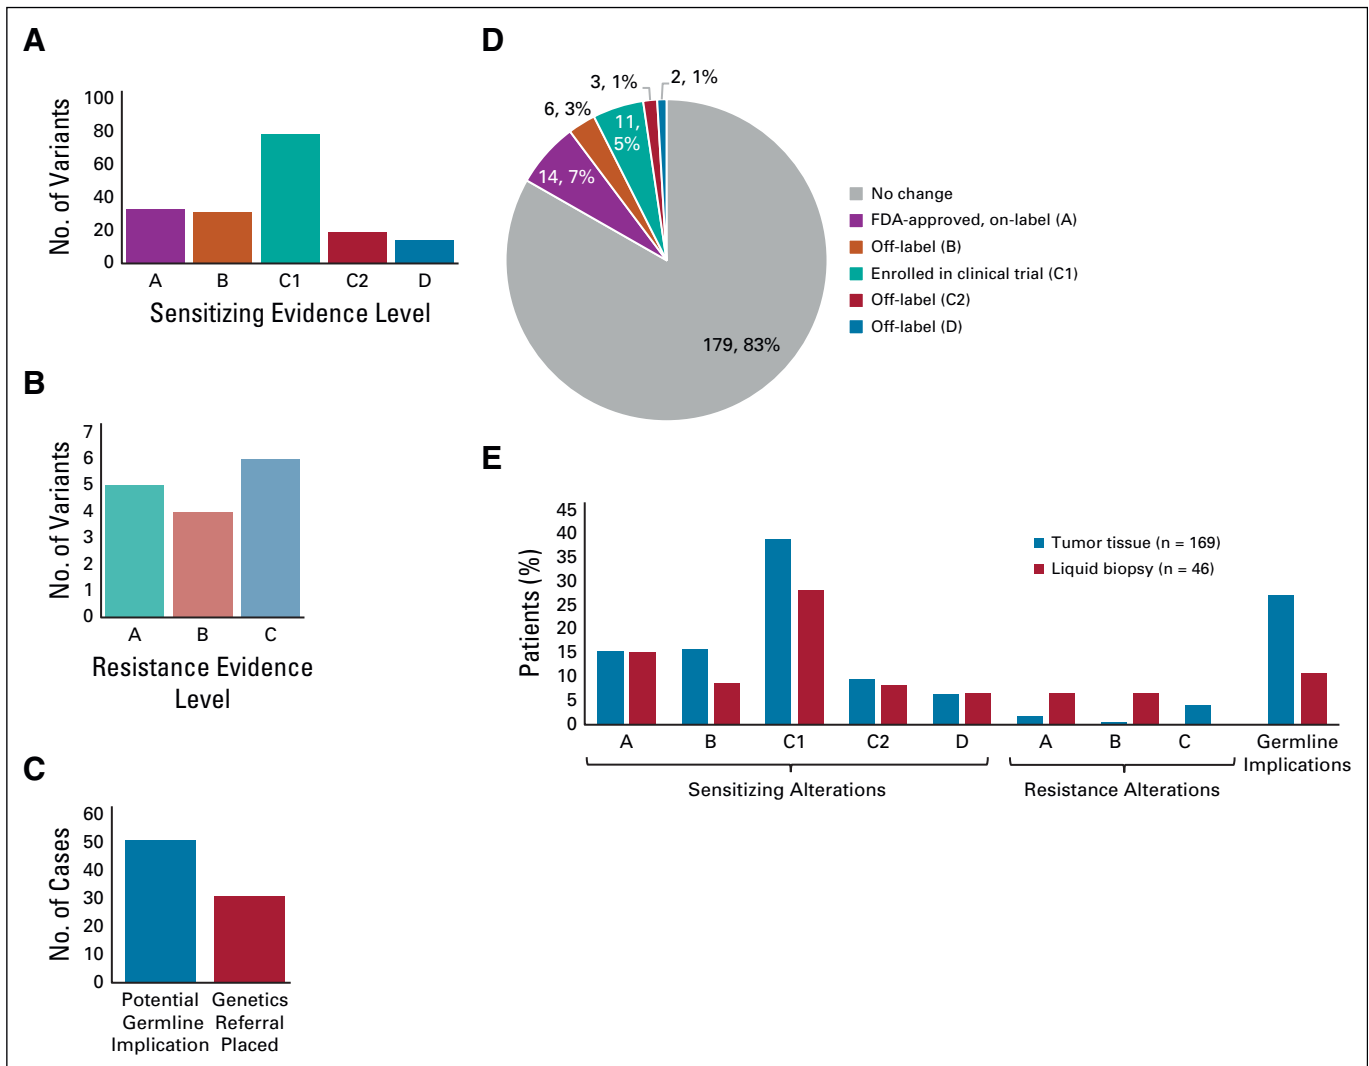 A
No. of Variants
100
80
60
40
20
0
A B C1 C2 D
Sensitizing Evidence Level
B
No. of Variants
7
6
5
4
3
2
1
0
A B C
Resistance Evidence
Level
C
No. of Cases
60
50
40
30
20
10
0
Potential
Germline
Implication
Genetics
Referral
Placed
D
3, 1%
2, 1%
6, 3%
11,
5%
14, 7%
179, 83%
No change
FDA-approved, on-label (A)
Off-label (B)
Enrolled in clinical trial (C1)
Off-label (C2)
Off-label (D)
E
Patients (%)
45
40
35
30
25
20
15
10
5
0
Tumor tissue (n = 169)
Liquid biopsy (n = 46)
A B C1 C2 D A B C
Germline
Implications
Sensitizing Alterations
Resistance Alterations